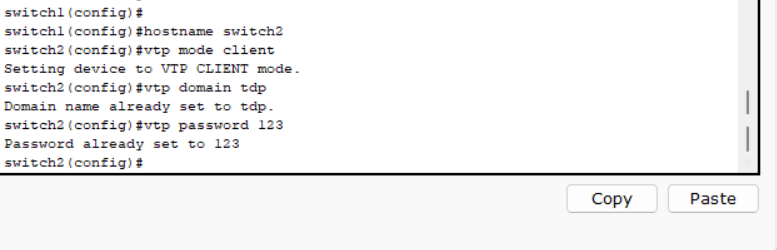 switch1(config)#
switch1(config)#hostname switch2
switch2(config)#vtp mode client
Setting device to VTP CLIENT mode.
switch2(config)#vtp domain tdp
Domain name already set to tdp.
switch2(config)#vtp password 123
Password already set to 123
switch2(config)#
Copy
Paste